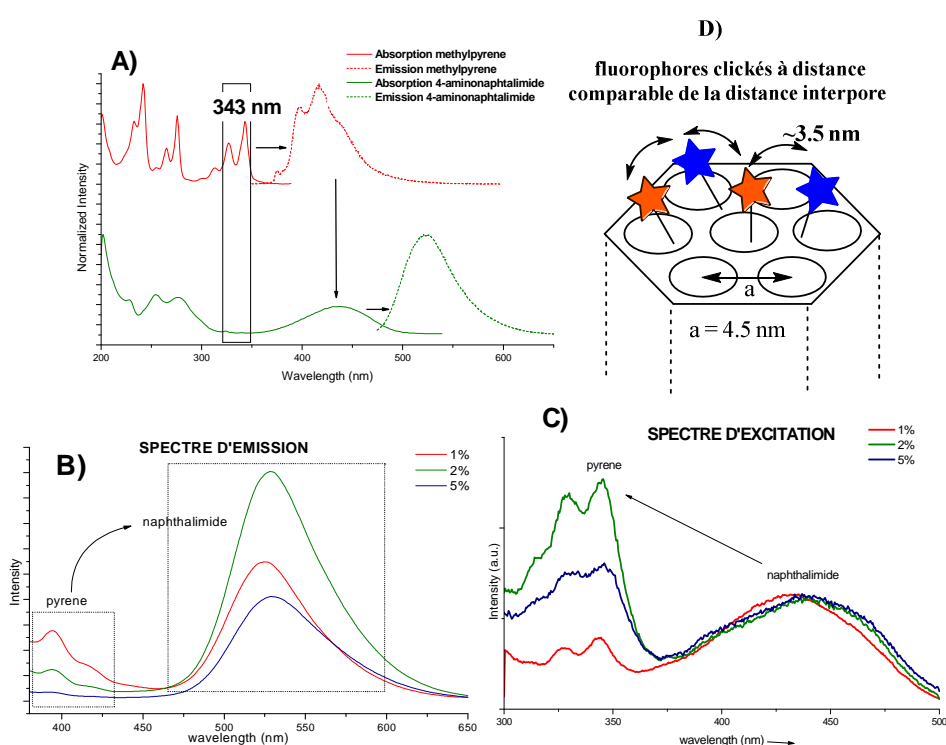 A)
Absorption methylpyrene
Emission methylpyrene
Absorption 4-aminonaphtalimide
Emission 4-aminonaphtalimide
343 nm
Normalized Intensity
200 300 400 500 600
Wavelength (nm)
D)
fluorophores clickés à distance
comparable de la distance interpore
~3.5 nm
a
a = 4.5 nm
B)
SPECTRE D'EMISSION
1%
2%
5%
naphthalimide
pyrene
Intensity
400 450 500 550 600 650
wavelength (nm)
C)
SPECTRE D'EXCITATION
1%
2%
5%
pyrene
naphthalimide
Intensity (a.u.)
300 350 400 450 500
wavelength (nm)